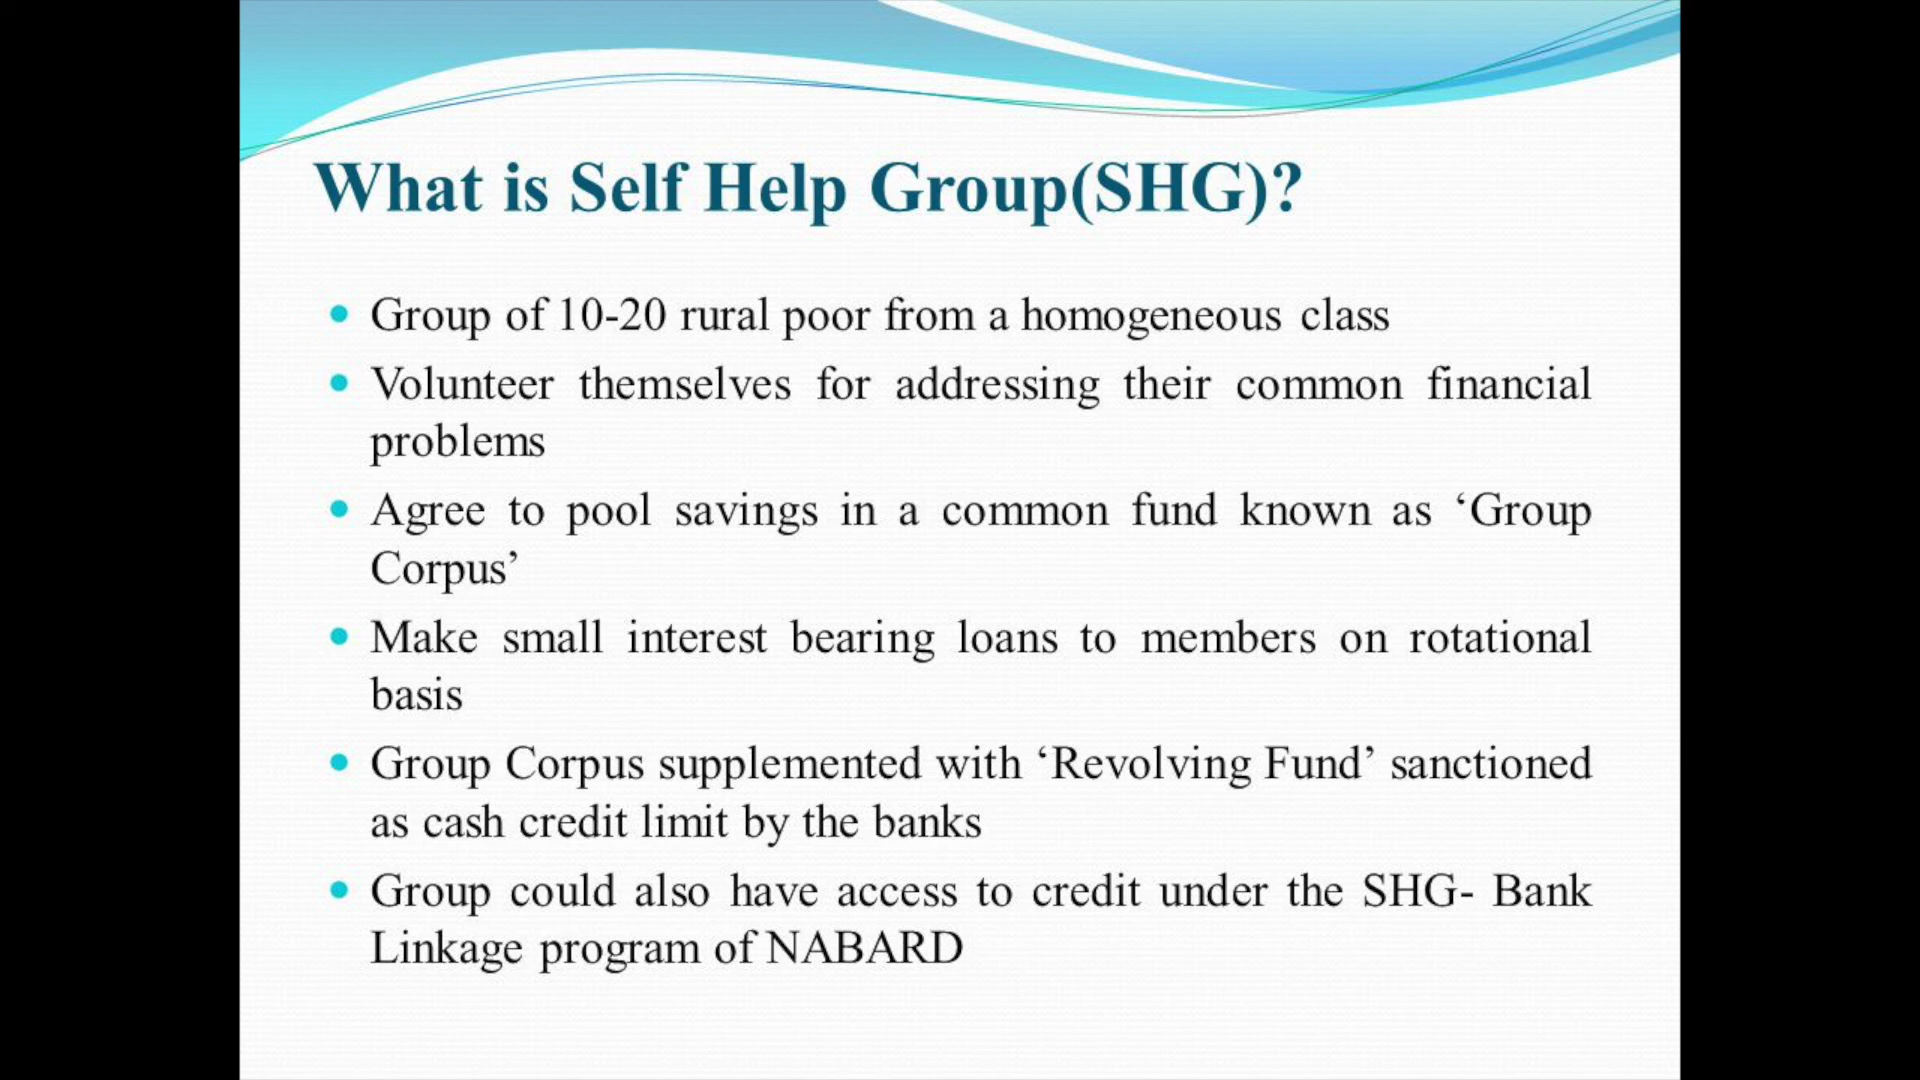 What is Self Help Group(SHG)?
Group of 10-20 rural poor from a homogeneous class
Volunteer themselves for addressing their common financial
problems
Agree to pool savings in a common fund known as ‘Group
Corpus’
Make small interest bearing loans to members on rotational
basis
Group Corpus supplemented with ‘Revolving Fund’ sanctioned
as cash credit limit by the banks
Group could also have access to credit under the SHG- Bank
Linkage program of NABARD